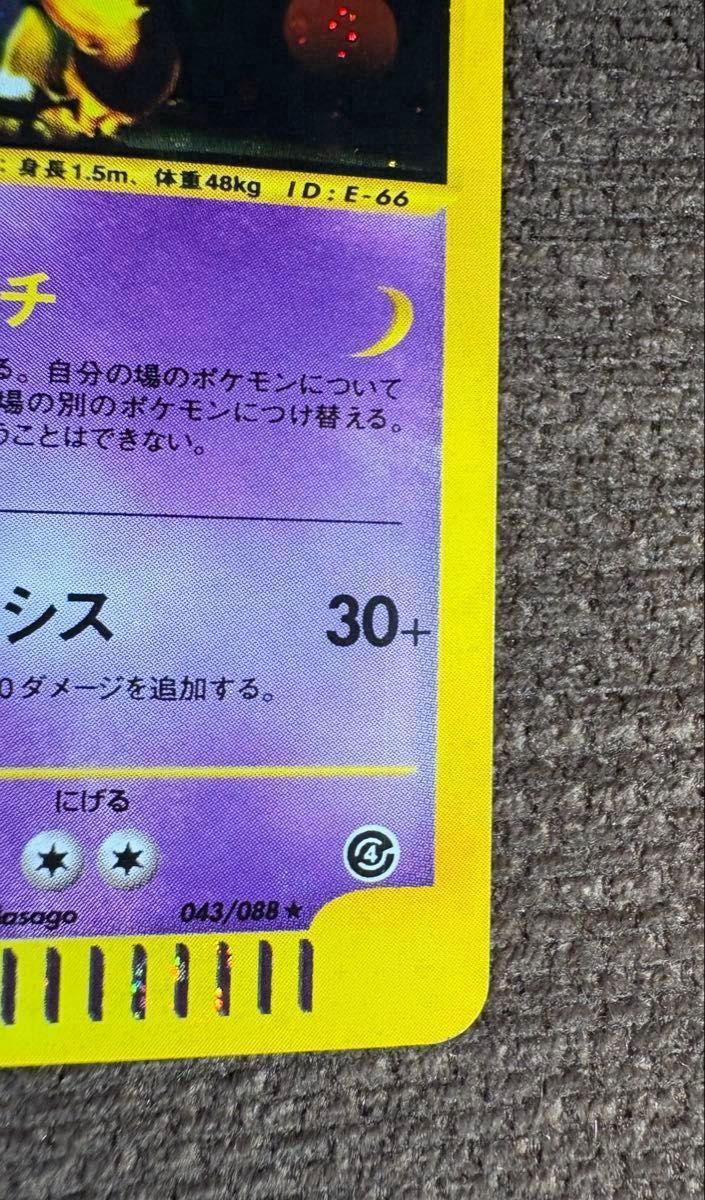 : 身長1.5m、体重48kg ID:E-66
チ
る。自分の場のポケモンについて
場の別のポケモンにつけ替える。
うことはできない。
シス 30+
0ダメージを追加する。
にげる
4
asago 043/088 ★